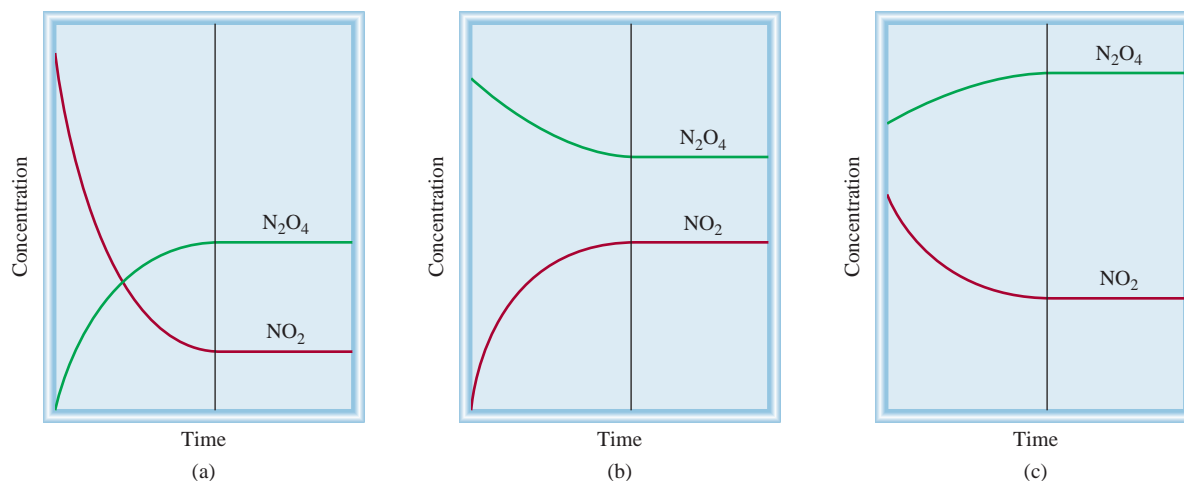 Concentration
N₂O₄
NO₂
Time
(a)
Concentration
N₂O₄
NO₂
Time
(b)
Concentration
N₂O₄
NO₂
Time
(c)